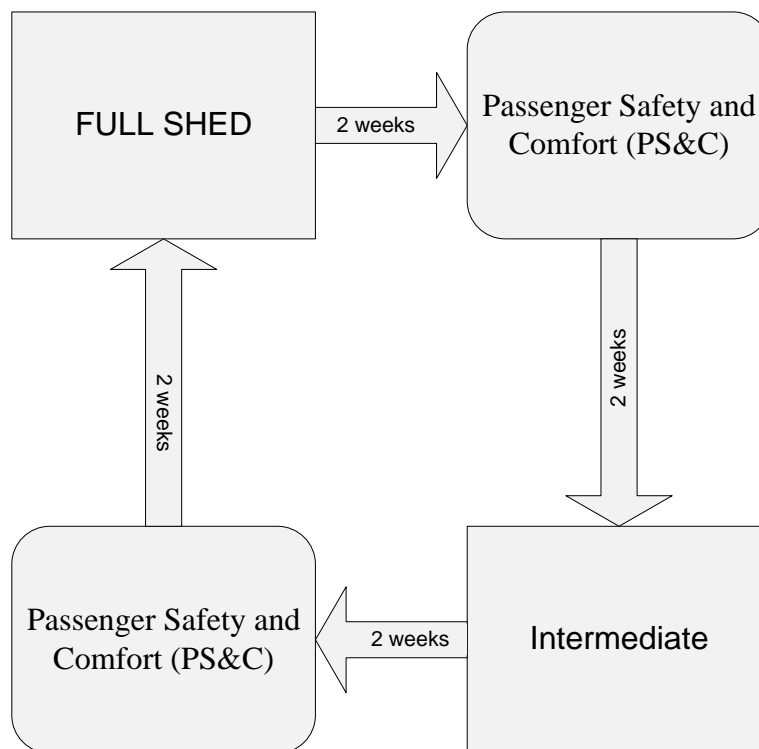 FULL SHED
2 weeks
Passenger Safety and
Comfort (PS&C)
2 weeks
2 weeks
Passenger Safety and
Comfort (PS&C)
2 weeks
Intermediate